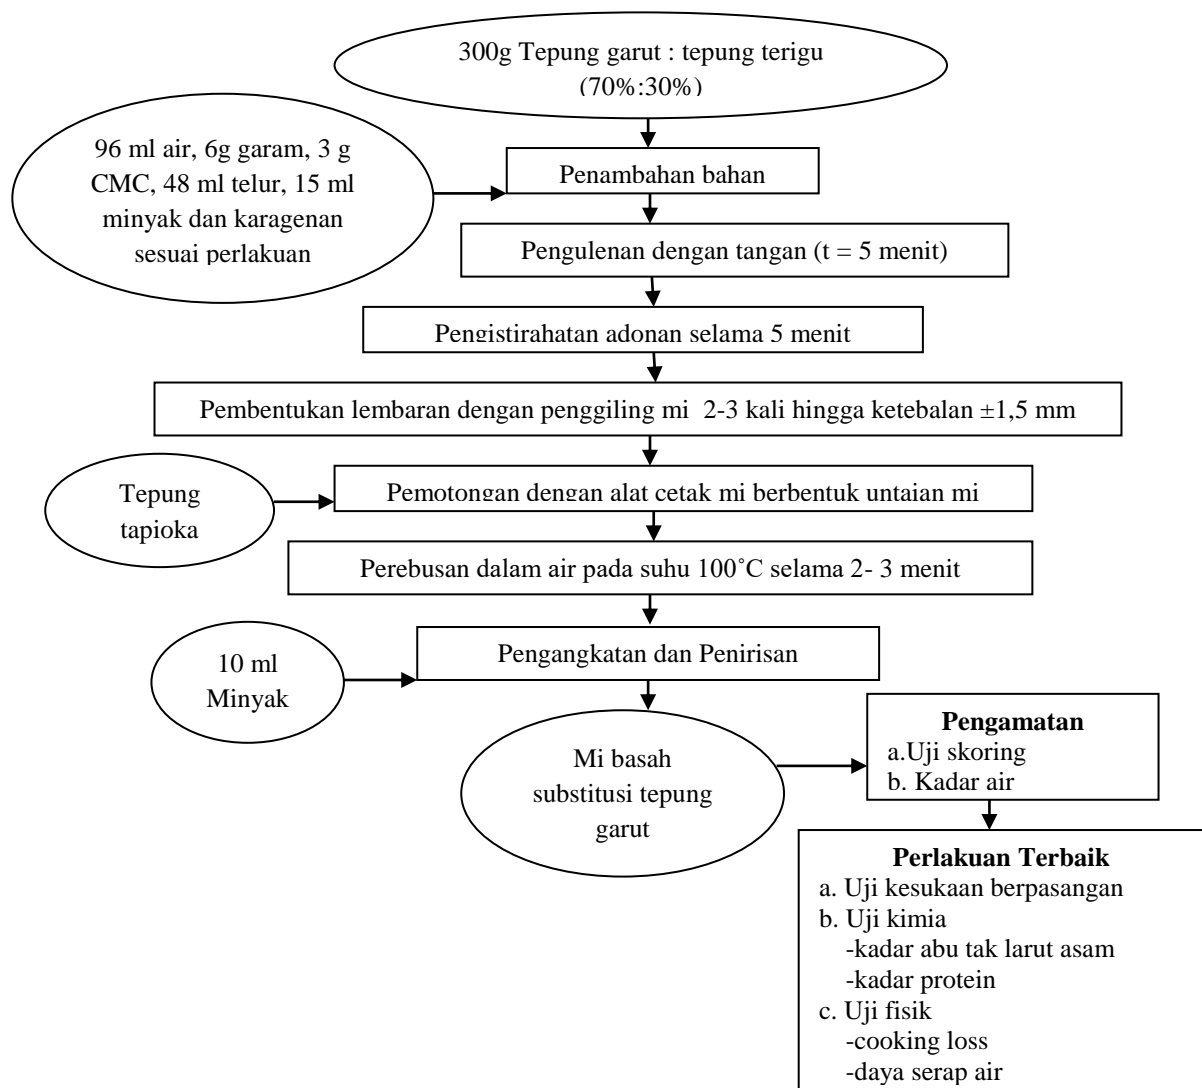 300g Tepung garut : tepung terigu
(70%:30%)
96 ml air, 6g garam, 3 g
CMC, 48 ml telur, 15 ml
minyak dan karagenan
sesuai perlakuan
Penambahan bahan
Pengulenan dengan tangan (t = 5 menit)
Pengistirahatan adonan selama 5 menit
Pembentukan lembaran dengan penggiling mi  2-3 kali hingga ketebalan ±1,5 mm
Tepung
tapioka
Pemotongan dengan alat cetak mi berbentuk untaian mi
Perebusan dalam air pada suhu 100˚C selama 2- 3 menit
10 ml
Minyak
Pengangkatan dan Penirisan
Mi basah
substitusi tepung
garut
Pengamatan
a.Uji skoring
b. Kadar air
Perlakuan Terbaik
a. Uji kesukaan berpasangan
b. Uji kimia
-kadar abu tak larut asam
-kadar protein
c. Uji fisik
-cooking loss
-daya serap air